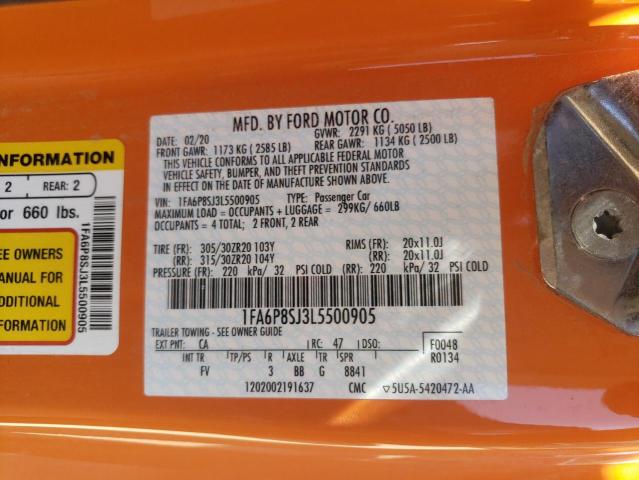 MFD. BY FORD MOTOR CO.
DATE: 02/20 GVWR: 2291 KG (5050 LB)
FRONT GAWR: 1173 KG (2585 LB) REAR GAWR: 1134 KG (2500 LB)
THIS VEHICLE CONFORMS TO ALL APPLICABLE FEDERAL MOTOR
VEHICLE SAFETY, BUMPER, AND THEFT PREVENTION STANDARDS
IN EFFECT ON THE DATE OF MANUFACTURE SHOWN ABOVE.
VIN: 1FA6P8SJ3L5500905 TYPE: Passenger Car
MAXIMUM LOAD = OCCUPANTS + LUGGAGE = 299KG/660LB
OCCUPANTS = 4 TOTAL; 2 FRONT, 2 REAR
TIRE (FR): 305/30ZR20 103Y RIMS (FR): 20x11.0J
(RR): 315/30ZR20 104Y (RR): 20x11.0J
PRESSURE (FR): 220 kPa/ 32 PSI COLD (RR): 220 kPa/ 32 PSI COLD
1FA6P8SJ3L5500905
TRAILER TOWING - SEE OWNER GUIDE
EXT PNT: CA RC: 47 DSO: F0048
R0134
INT TR TP/PS R AXLE TR SPR
FV 3 BB G 8841
1202002191637 CMC 5U5A-5420472-AA
INFORMATION
2 REAR: 2
or 660 lbs.
EE OWNERS
MANUAL FOR
ADDITIONAL
FORMATION
1FA6P8SJ3L5500905